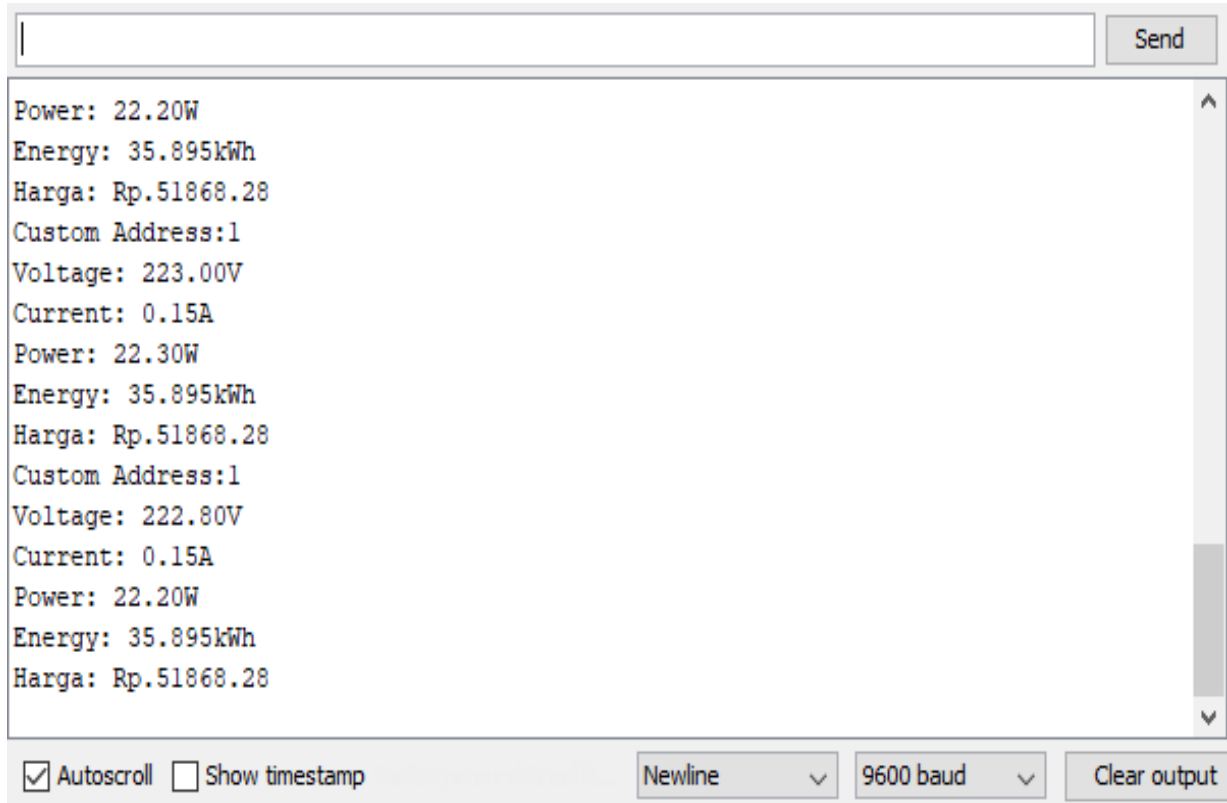 Send
Power: 22.20W
Energy: 35.895kWh
Harga: Rp.51868.28
Custom Address:1
Voltage: 223.00V
Current: 0.15A
Power: 22.30W
Energy: 35.895kWh
Harga: Rp.51868.28
Custom Address:1
Voltage: 222.80V
Current: 0.15A
Power: 22.20W
Energy: 35.895kWh
Harga: Rp.51868.28
Autoscroll Show timestamp Newline 9600 baud Clear output